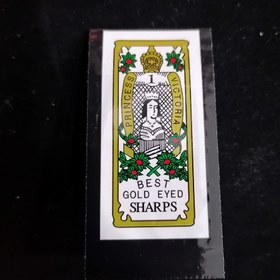 PRINCESS VICTORIA
1
BEST
GOLD EYED
SHARPS